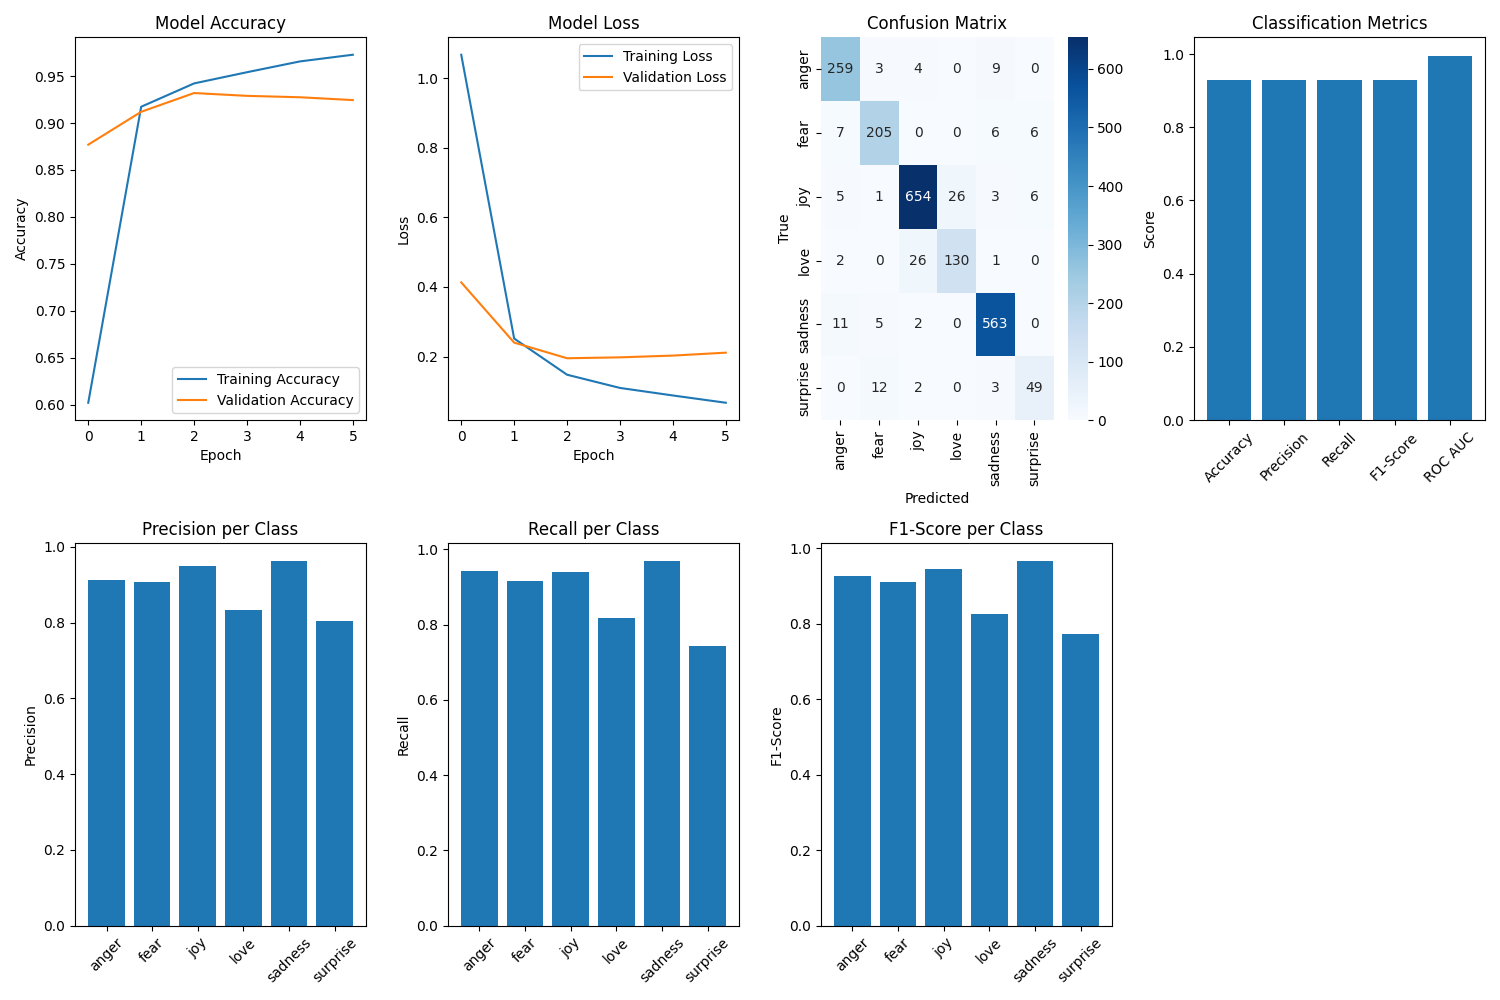 Model Accuracy
Accuracy
0.95
0.90
0.85
0.80
0.75
0.70
0.65
0.60
Training Accuracy
Validation Accuracy
0 1 2 3 4 5
Epoch
Model Loss
Loss
1.0
0.8
0.6
0.4
0.2
Training Loss
Validation Loss
0 1 2 3 4 5
Epoch
Confusion Matrix
True
anger 259 3 4 0 9 0
fear 7 205 0 0 6 6
joy 5 1 654 26 3 6
love 2 0 26 130 1 0
sadness 11 5 2 0 563 0
surprise 0 12 2 0 3 49
anger fear joy love sadness surprise
Predicted
600
500
400
300
200
100
0
Classification Metrics
Score
1.0
0.8
0.6
0.4
0.2
0.0
Accuracy Precision Recall F1-Score ROC AUC
Precision per Class
Precision
1.0
0.8
0.6
0.4
0.2
0.0
anger fear joy love sadness surprise
Recall per Class
Recall
1.0
0.8
0.6
0.4
0.2
0.0
anger fear joy love sadness surprise
F1-Score per Class
F1-Score
1.0
0.8
0.6
0.4
0.2
0.0
anger fear joy love sadness surprise